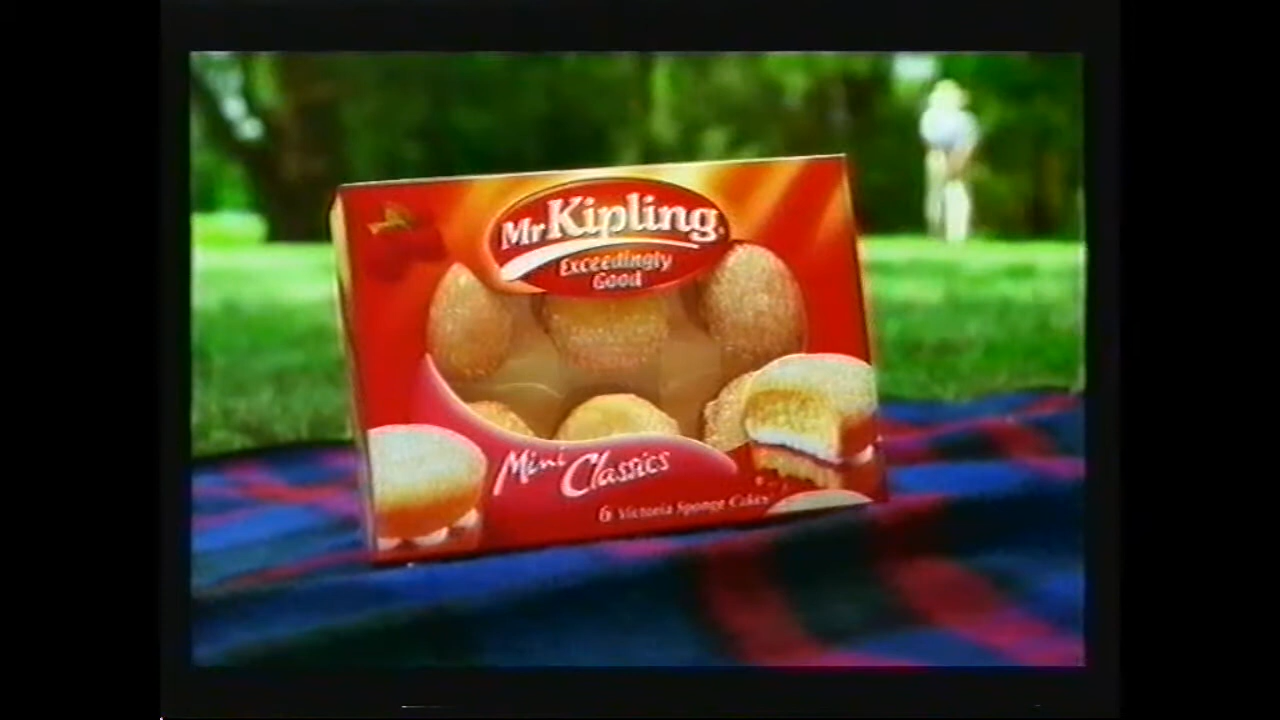 Mr Kipling
Exceedingly
Good
Mini Classics
6 Victoria Sponge Cakes